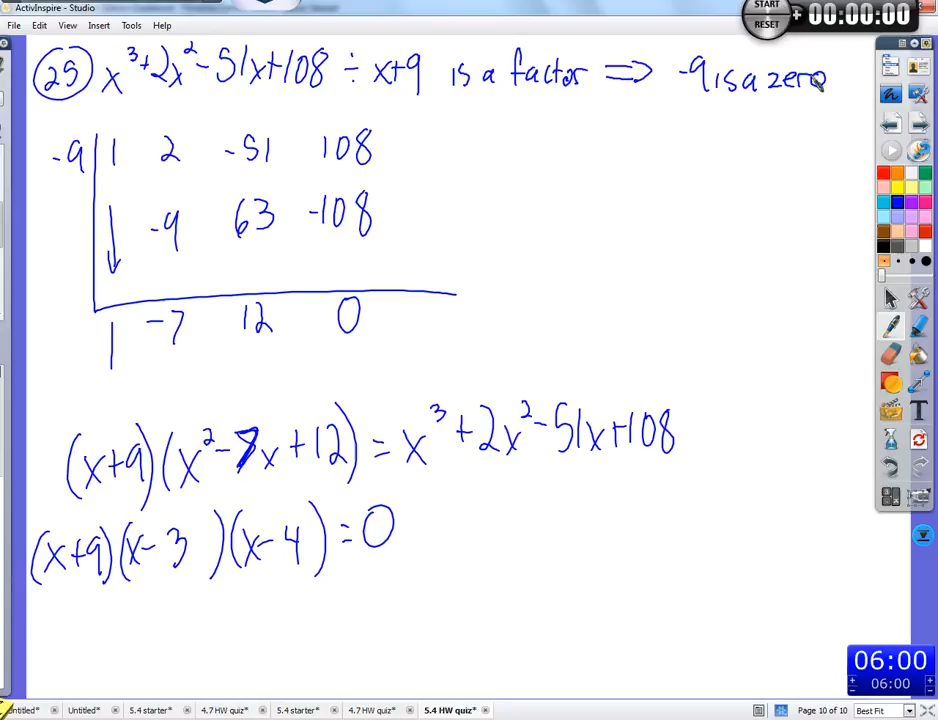 ActivInspire - Studio
START
RESET
00:00:00
File Edit View Insert Tools Help
25 x³+2x²-51x+108 ÷ x+9 is a factor ⇒ -9 is a zero
-9 1 2 -51 108
-9 63 -108
1 -7 12 0
(x+9)(x²-7x+12) = x³+2x²-51x+108
(x+9)(x-3)(x-4)=0
06:00
06:00
ntitled* Untitled* 5.4 starter* 4.7 HW quiz* 5.4 starter* 4.7 HW quiz* 5.4 HW quiz* Page 10 of 10 Best Fit